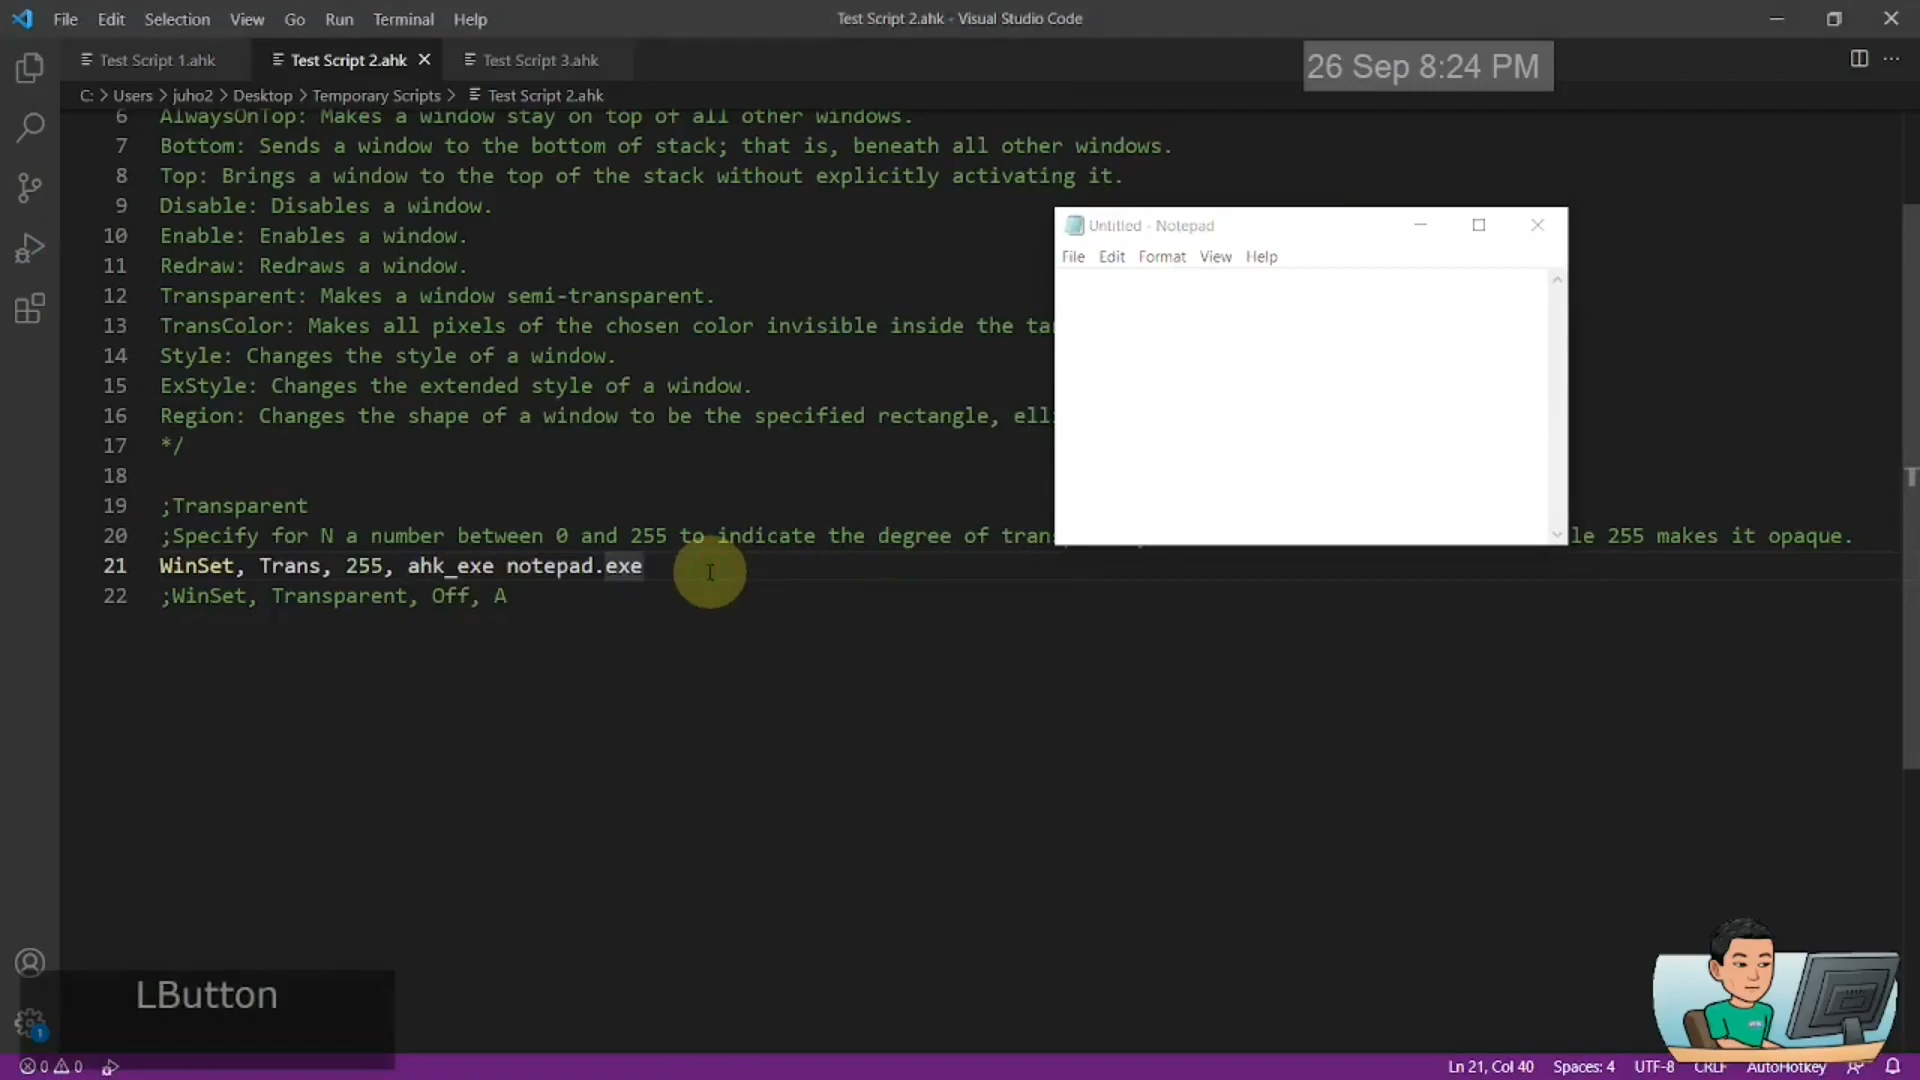 File Edit Selection View Go Run Terminal Help
Test Script 2.ahk - Visual Studio Code
Test Script 1.ahk
Test Script 2.ahk
Test Script 3.ahk
26 Sep 8:24 PM
C: > Users > juho2 > Desktop > Temporary Scripts > Test Script 2.ahk
6 AlwaysOnTop: Makes a window stay on top of all other windows.
7 Bottom: Sends a window to the bottom of stack; that is, beneath all other windows.
8 Top: Brings a window to the top of the stack without explicitly activating it.
9 Disable: Disables a window.
10 Enable: Enables a window.
11 Redraw: Redraws a window.
12 Transparent: Makes a window semi-transparent.
13 TransColor: Makes all pixels of the chosen color invisible inside the ta
14 Style: Changes the style of a window.
15 ExStyle: Changes the extended style of a window.
16 Region: Changes the shape of a window to be the specified rectangle, ell
17 */
18
19 ;Transparent
20 ;Specify for N a number between 0 and 255 to indicate the degree of tran le 255 makes it opaque.
21 WinSet, Trans, 255, ahk_exe notepad.exe
22 ;WinSet, Transparent, Off, A
Untitled - Notepad
File Edit Format View Help
LButton
1
0 0
Ln 21, Col 40 Spaces: 4 UTF-8 CRLF AutoHotkey